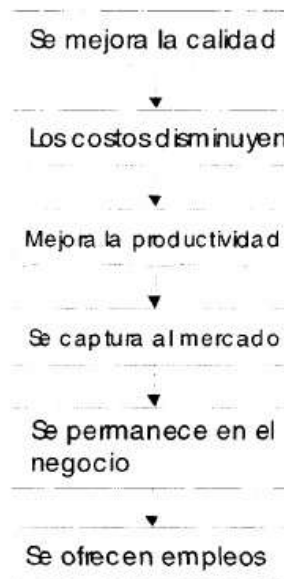 Se mejora la calidad
Los costos disminuyen
Mejora la productividad
Se captura al mercado
Se permanece en el
negocio
Se ofrecen empleos